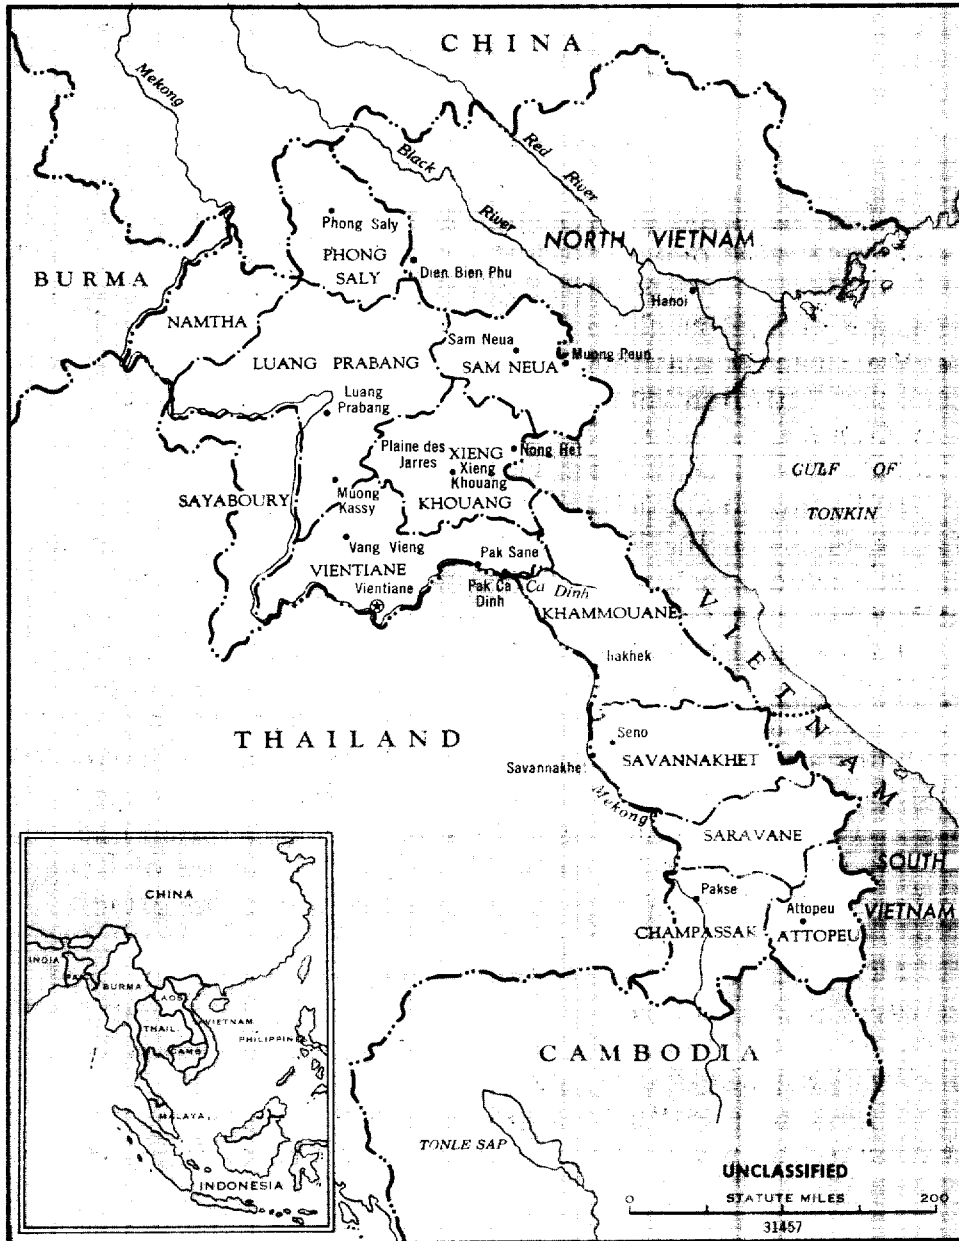 CHINA
Mekong
Black
River
Red
River
Phong Saly
PHONG
SALY
NORTH VIETNAM
Dien Bien Phu
BURMA
Hanoi
NAMTHA
Sam Neua
Muong Peun
LUANG PRABANG
SAM NEUA
Luang
Prabang
Plaine des
Jarres
XIENG
Nong Het
Xieng
Khouang
GULF OF
TONKIN
SAYABOURY
Muong
Kassy
KHOUANG
Vang Vieng
Pak Sane
VIENTIANE
Vientiane
Pak Ca
Dinh
Ca Dinh
KHAMMOUANE
VIETNAM
THAILAND
Seno
SAVANNAKHET
Savannakhe
Mekong
SARAVANE
SOUTH
VIETNAM
Pakse
Attopeu
CHAMPASSAK
ATTOPEU
CAMBODIA
TONLE SAP
CHINA
INDIA
PAK
BURMA
AOS
THAIL
VIETNAM
CAMB
PHILIPPINE
MALAYA
INDONESIA
UNCLASSIFIED
0 STATUTE MILES 200
31457